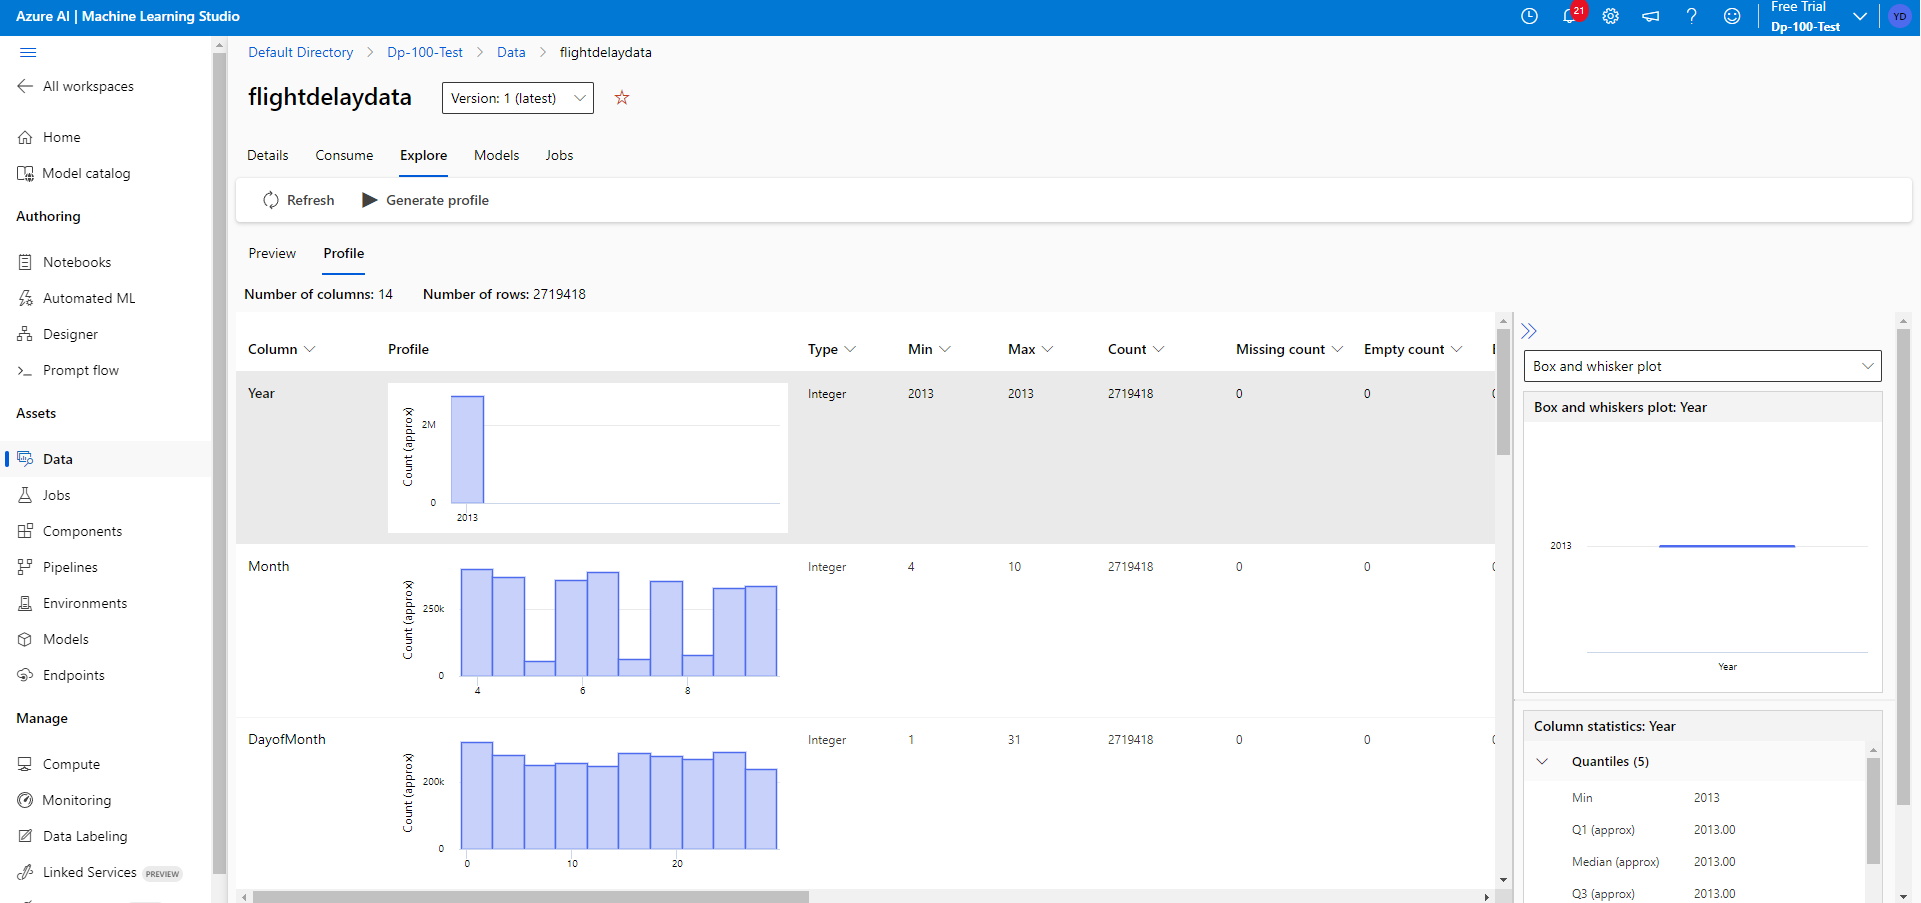 Azure AI | Machine Learning Studio
21
Free Trial
Dp-100-Test
YD
All workspaces
Home
Model catalog
Authoring
Notebooks
Automated ML
Designer
Prompt flow
Assets
Data
Jobs
Components
Pipelines
Environments
Models
Endpoints
Manage
Compute
Monitoring
Data Labeling
Linked Services PREVIEW
Default Directory > Dp-100-Test > Data > flightdelaydata
flightdelaydata Version: 1 (latest)
Details Consume Explore Models Jobs
Refresh Generate profile
Preview Profile
Number of columns: 14 Number of rows: 2719418
Column Profile Type Min Max Count Missing count Empty count
Year Integer 2013 2013 2719418 0 0
Count (approx)
2M
0
2013
Month Integer 4 10 2719418 0 0
Count (approx)
250k
0
4 6 8
DayofMonth Integer 1 31 2719418 0 0
Count (approx)
200k
0
0 10 20
Box and whisker plot
Box and whiskers plot: Year
2013
Year
Column statistics: Year
Quantiles (5)
Min 2013
Q1 (approx) 2013.00
Median (approx) 2013.00
Q3 (approx) 2013.00